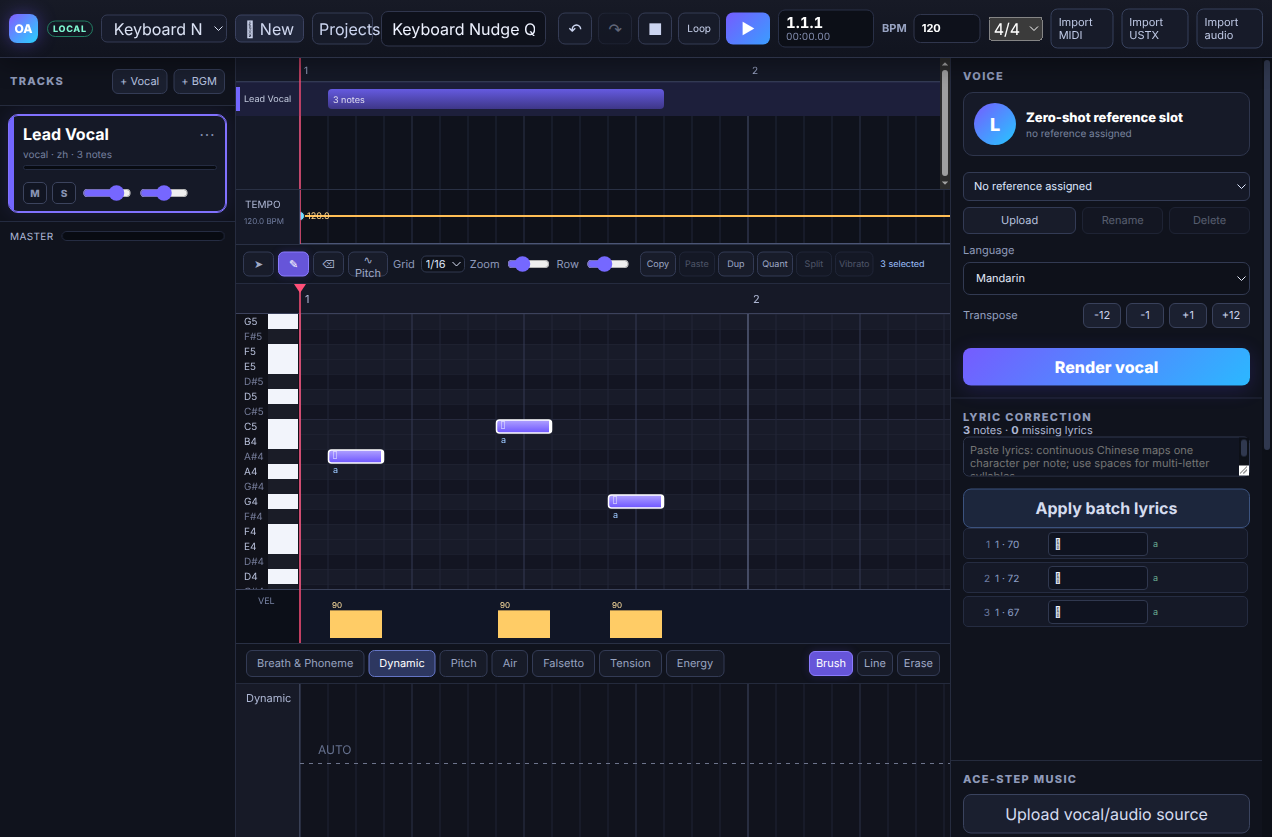 OA LOCAL Keyboard N New Projects Keyboard Nudge Q Loop 1.1.1 00:00.00 BPM 120 4/4 Import MIDI Import USTX Import audio
TRACKS + Vocal + BGM
Lead Vocal ...
vocal · zh · 3 notes
M S
MASTER
1 2
Lead Vocal 3 notes
TEMPO
120.0 BPM
120.0
Pitch Grid 1/16 Zoom Row Copy Paste Dup Quant Split Vibrato 3 selected
1 2
G5
F#5
F5
E5
D#5
D5
C#5
C5
B4
a
A#4
A4
a
G#4
G4
F#4
a
F4
E4
D#4
D4
VEL
90 90 90
Breath & Phoneme Dynamic Pitch Air Falsetto Tension Energy Brush Line Erase
Dynamic
AUTO
VOICE
L
Zero-shot reference slot
no reference assigned
No reference assigned
Upload Rename Delete
Language
Mandarin
Transpose -12 -1 +1 +12
Render vocal
LYRIC CORRECTION
3 notes · 0 missing lyrics
Paste lyrics: continuous Chinese maps one
character per note; use spaces for multi-letter
Apply batch lyrics
1 1 · 70 a
2 1 · 72 a
3 1 · 67 a
ACE-STEP MUSIC
Upload vocal/audio source